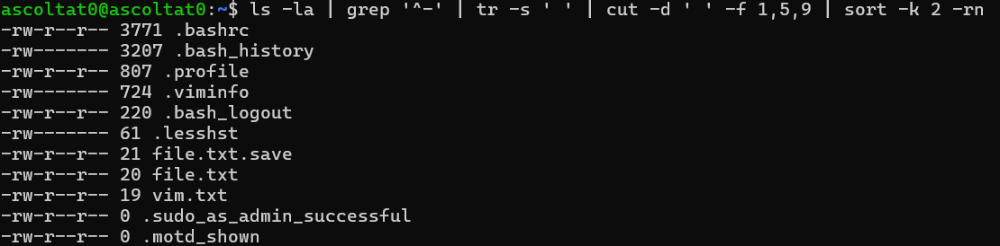 ascoltat0@ascoltat0:~$ ls -la | grep '^-' | tr -s ' ' | cut -d ' ' -f 1,5,9 | sort -k 2 -rn
-rw-r--r-- 3771 .bashrc
-rw------- 3207 .bash_history
-rw-r--r-- 807 .profile
-rw------- 724 .viminfo
-rw-r--r-- 220 .bash_logout
-rw------- 61 .lesshst
-rw-r--r-- 21 file.txt.save
-rw-r--r-- 20 file.txt
-rw-r--r-- 19 vim.txt
-rw-r--r-- 0 .sudo_as_admin_successful
-rw-r--r-- 0 .motd_shown